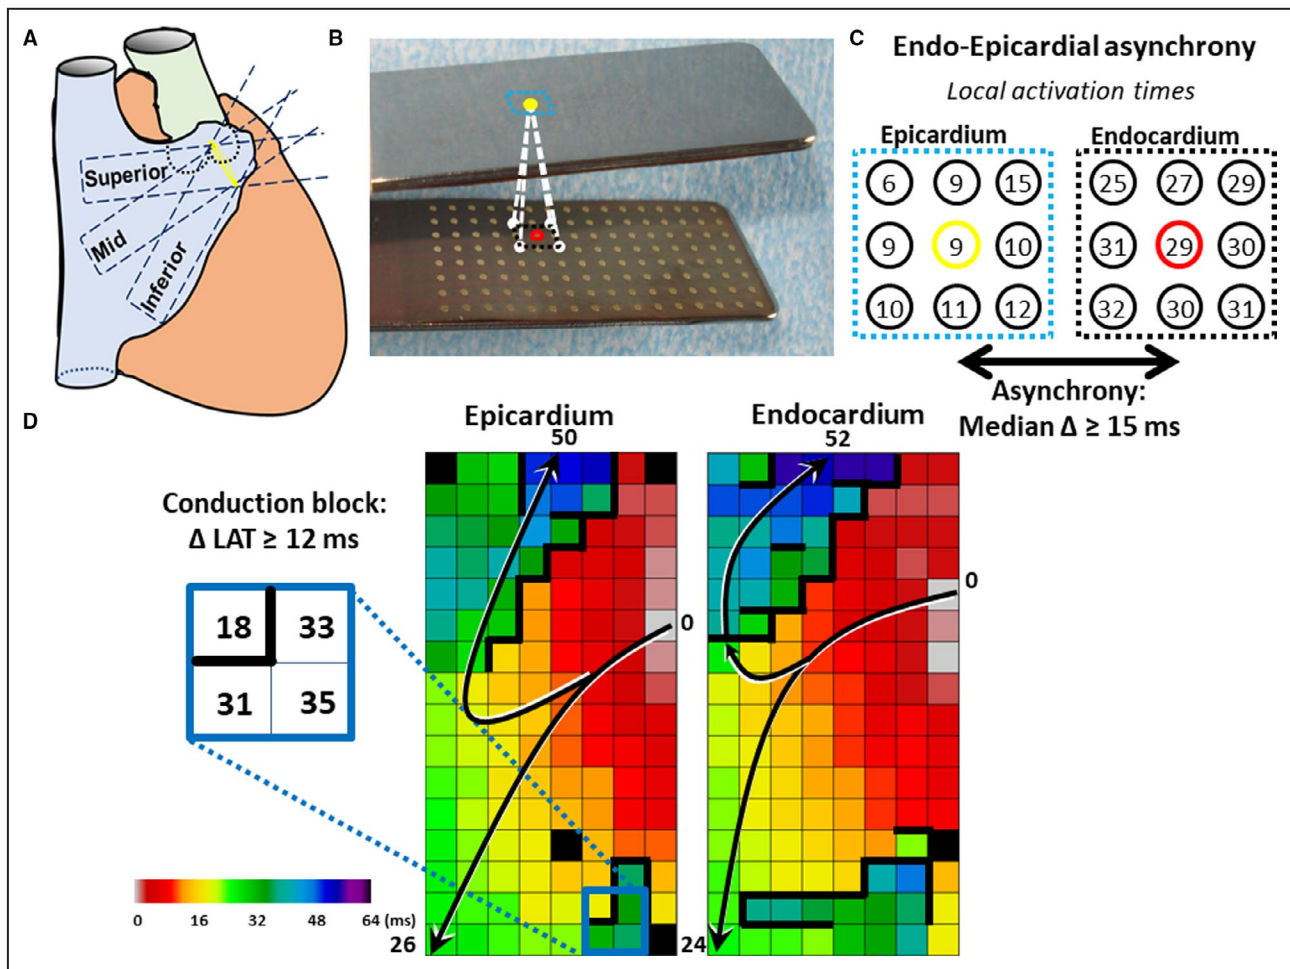 A
Superior
Mid
Inferior
B
C
Endo-Epicardial asynchrony
Local activation times
Epicardium
Endocardium
6 9 15
25 27 29
9 9 10
31 29 30
10 11 12
32 30 31
Asynchrony:
Median Δ ≥ 15 ms
D
Epicardium
Endocardium
50
52
Conduction block:
Δ LAT ≥ 12 ms
18 33
31 35
0
0
0 16 32 48 64 (ms)
26
24